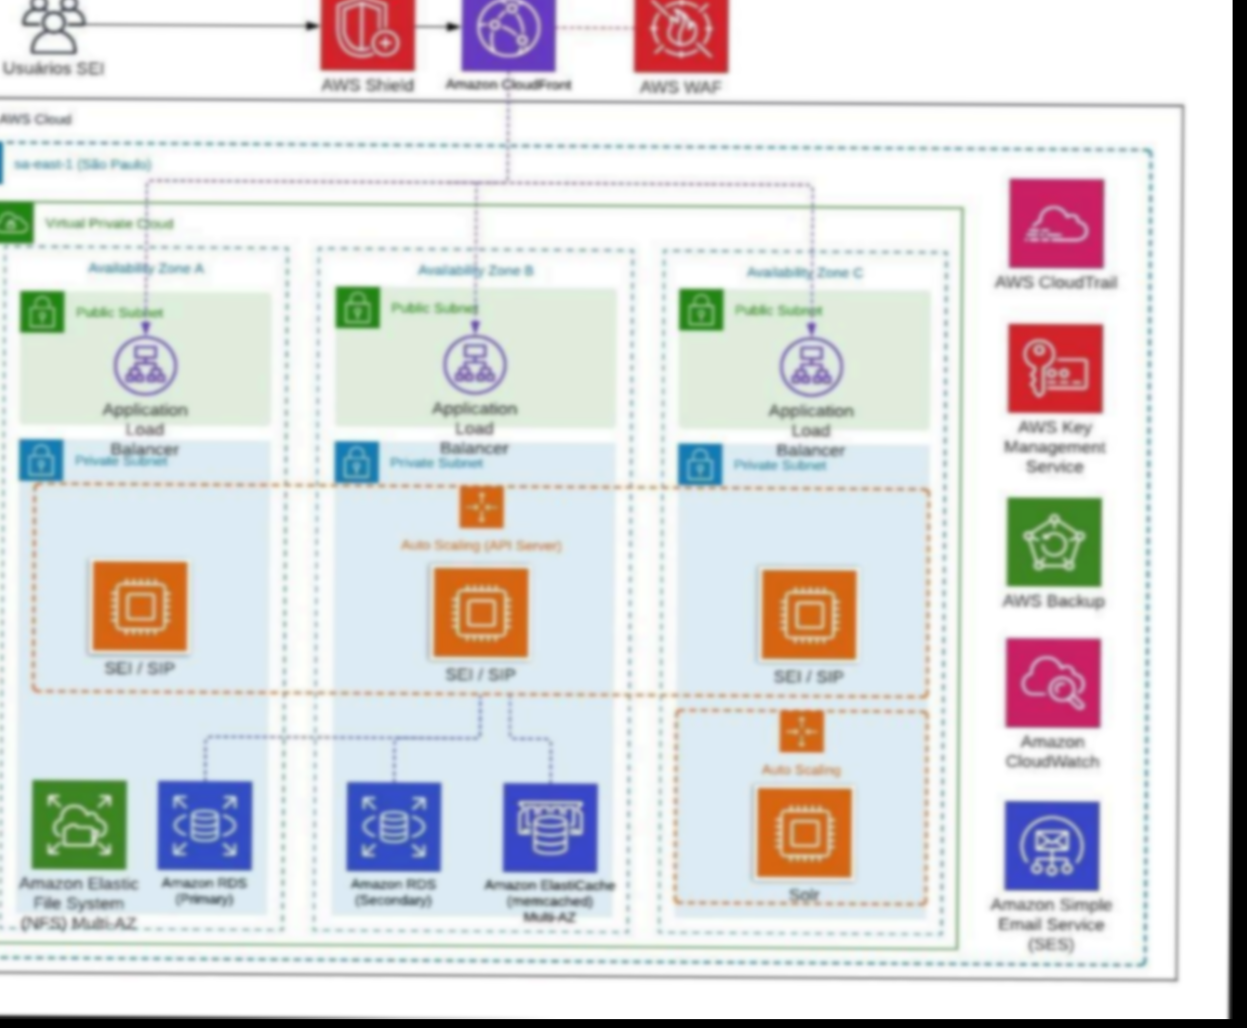 Usuários SEI
AWS Shield
Amazon CloudFront
AWS WAF
AWS Cloud
sa-east-1 (São Paulo)
Virtual Private Cloud
Availability Zone A
Public Subnet
Application
Load
Balancer
Private Subnet
Availability Zone B
Public Subnet
Application
Load
Balancer
Private Subnet
Availability Zone C
Public Subnet
Application
Load
Balancer
Private Subnet
Auto Scaling (API Server)
SEI / SIP
SEI / SIP
SEI / SIP
Auto Scaling
Solr
Amazon Elastic
File System
(NFS) Multi-AZ
Amazon RDS
(Primary)
Amazon RDS
(Secondary)
Amazon ElastiCache
(memcached)
Multi-AZ
AWS CloudTrail
AWS Key
Management
Service
AWS Backup
Amazon
CloudWatch
Amazon Simple
Email Service
(SES)